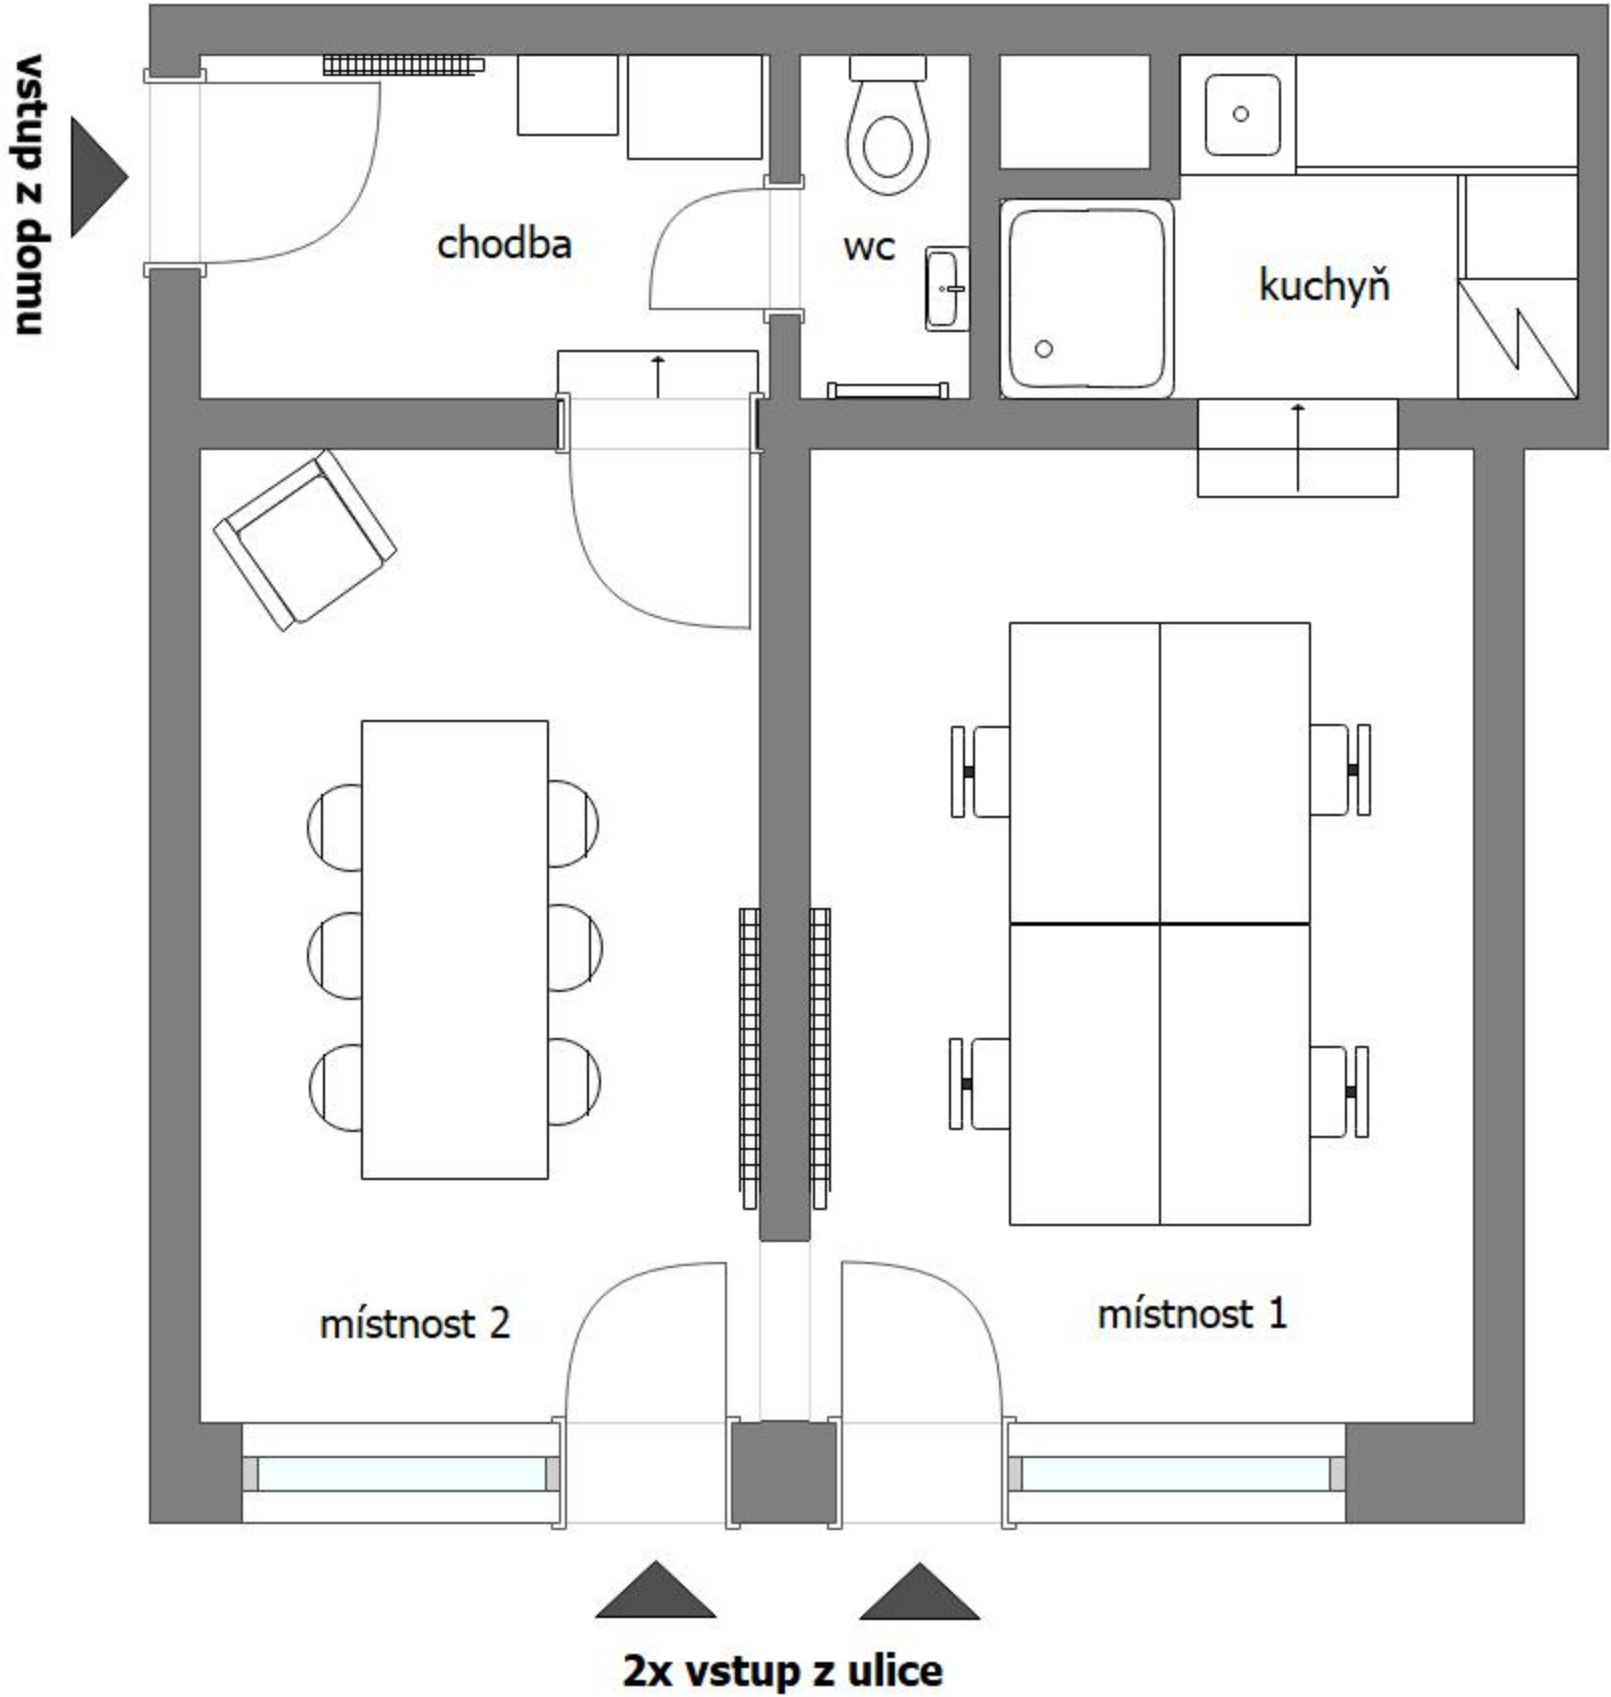 vstup z domu
chodba
wc
kuchyň
místnost 2
místnost 1
2x vstup z ulice